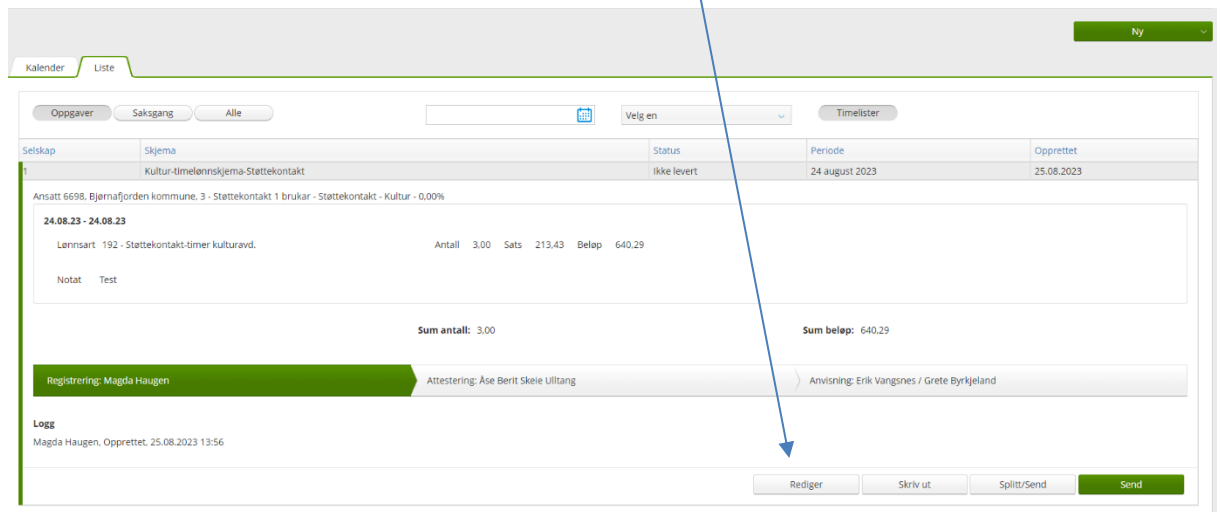 Ny
Kalender Liste
Oppgaver Saksgang Alle Velg en Timelister
Selskap Skjema Status Periode Opprettet
1 Kultur-timelønnskjema-Støttekontakt Ikke levert 24 august 2023 25.08.2023
Ansatt 6698, Bjørnafjorden kommune, 3 - Støttekontakt 1 brukar - Støttekontakt - Kultur - 0,00%
24.08.23 - 24.08.23
Lønnsart 192 - Støttekontakt-timer kulturavd. Antall 3,00 Sats 213,43 Beløp 640,29
Notat Test
Sum antall: 3,00 Sum beløp: 640,29
Registrering: Magda Haugen Attestering: Åse Berit Skeie Ulltang Anvisning: Erik Vangsnes / Grete Byrkjeland
Logg
Magda Haugen, Opprettet, 25.08.2023 13:56
Rediger Skriv ut Splitt/Send Send